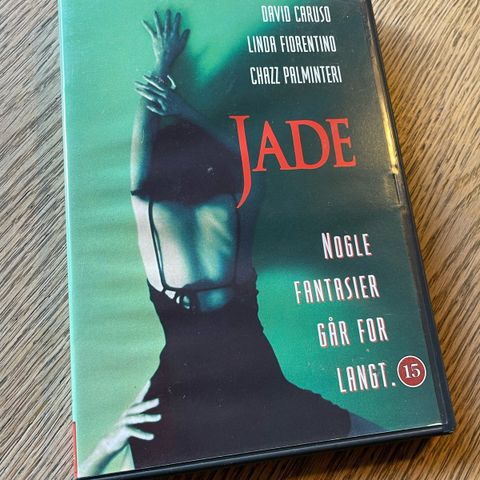 DAVID CARUSO
LINDA FIORENTINO
CHAZZ PALMINTERI
JADE
NOGLE
FANTASIER
GÅR FOR
LANGT.
15